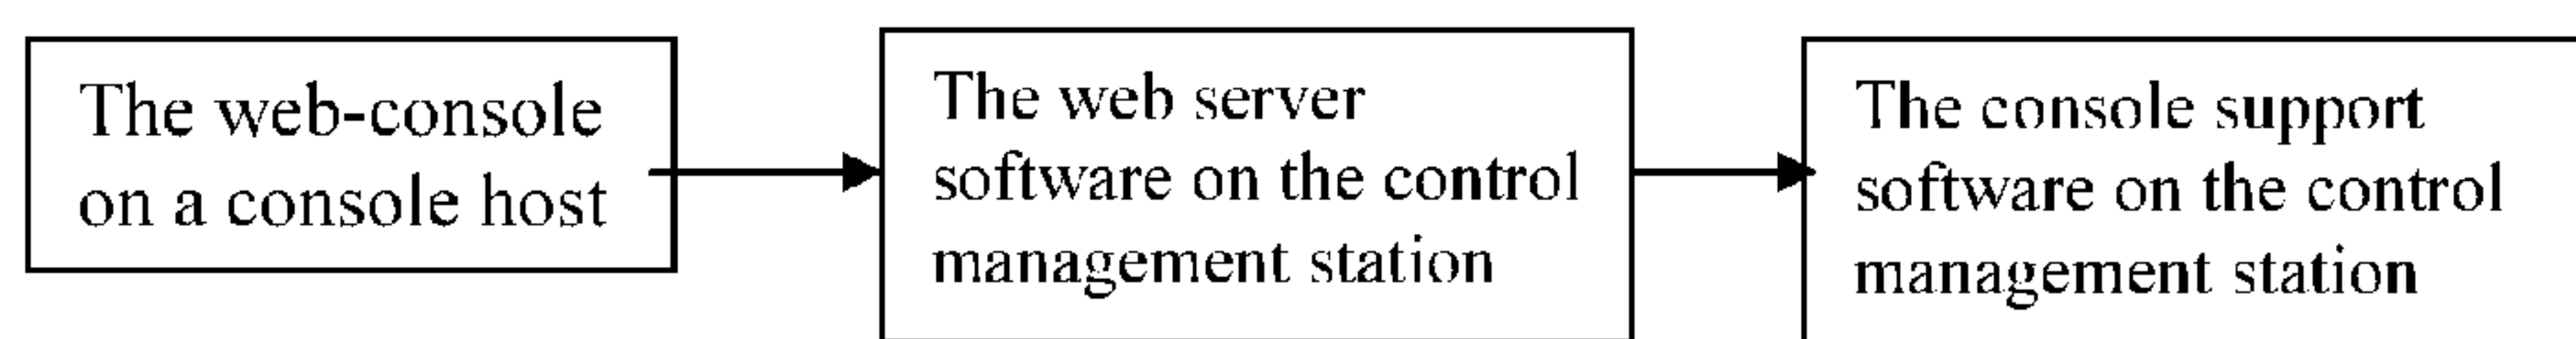 The web-console
on a console host
The web server
software on the control
management station
The console support
software on the control
management station